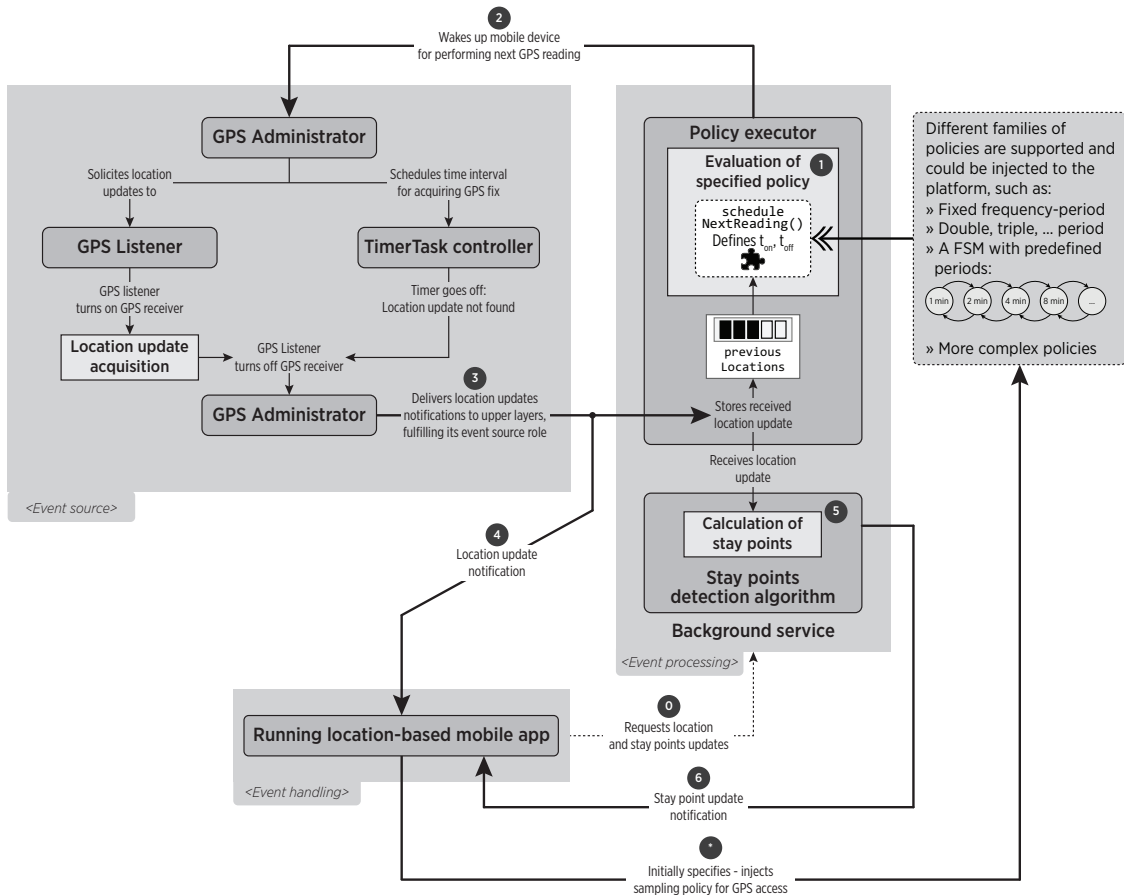 2
Wakes up mobile device
for performing next GPS reading
GPS Administrator
Solicites location
updates to
Schedules time interval
for acquiring GPS fix
GPS Listener
TimerTask controller
GPS listener
turns on GPS receiver
Timer goes off:
Location update not found
Location update
acquisition
GPS Listener
turns off GPS receiver
GPS Administrator
3
Delivers location updates
notifications to upper layers,
fulfilling its event source role
<Event source>
Policy executor
Evaluation of
specified policy
1
schedule
NextReading()
Defines ton, toff
previous
Locations
Stores received
location update
Receives location
update
Calculation of
stay points
5
Stay points
detection algorithm
Background service
<Event processing>
Different families of
policies are supported and
could be injected to the
platform, such as:
» Fixed frequency-period
» Double, triple, ... period
» A FSM with predefined
periods:
1 min 2 min 4 min 8 min ...
» More complex policies
4
Location update
notification
Running location-based mobile app
<Event handling>
0
Requests location
and stay points updates
6
Stay point update
notification
*
Initially specifies - injects
sampling policy for GPS access